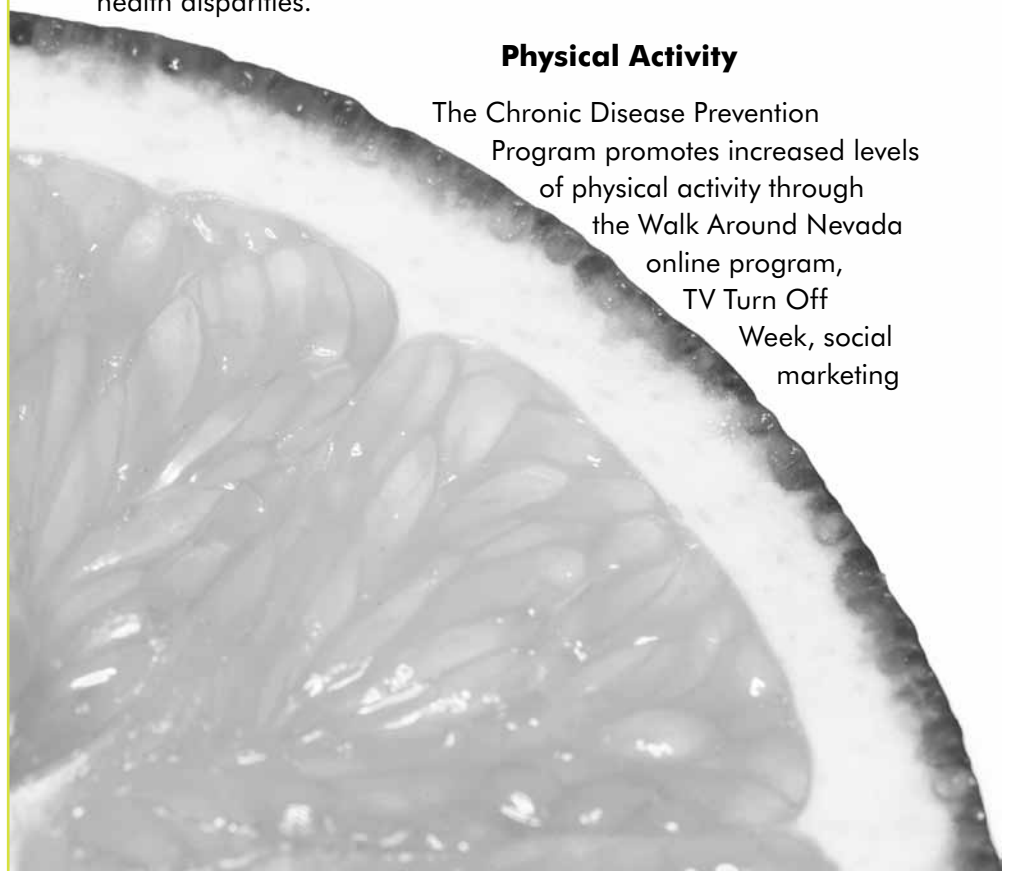 health disparities.
Physical Activity
The Chronic Disease Prevention
Program promotes increased levels
of physical activity through
the Walk Around Nevada
online program,
TV Turn Off
Week, social
marketing